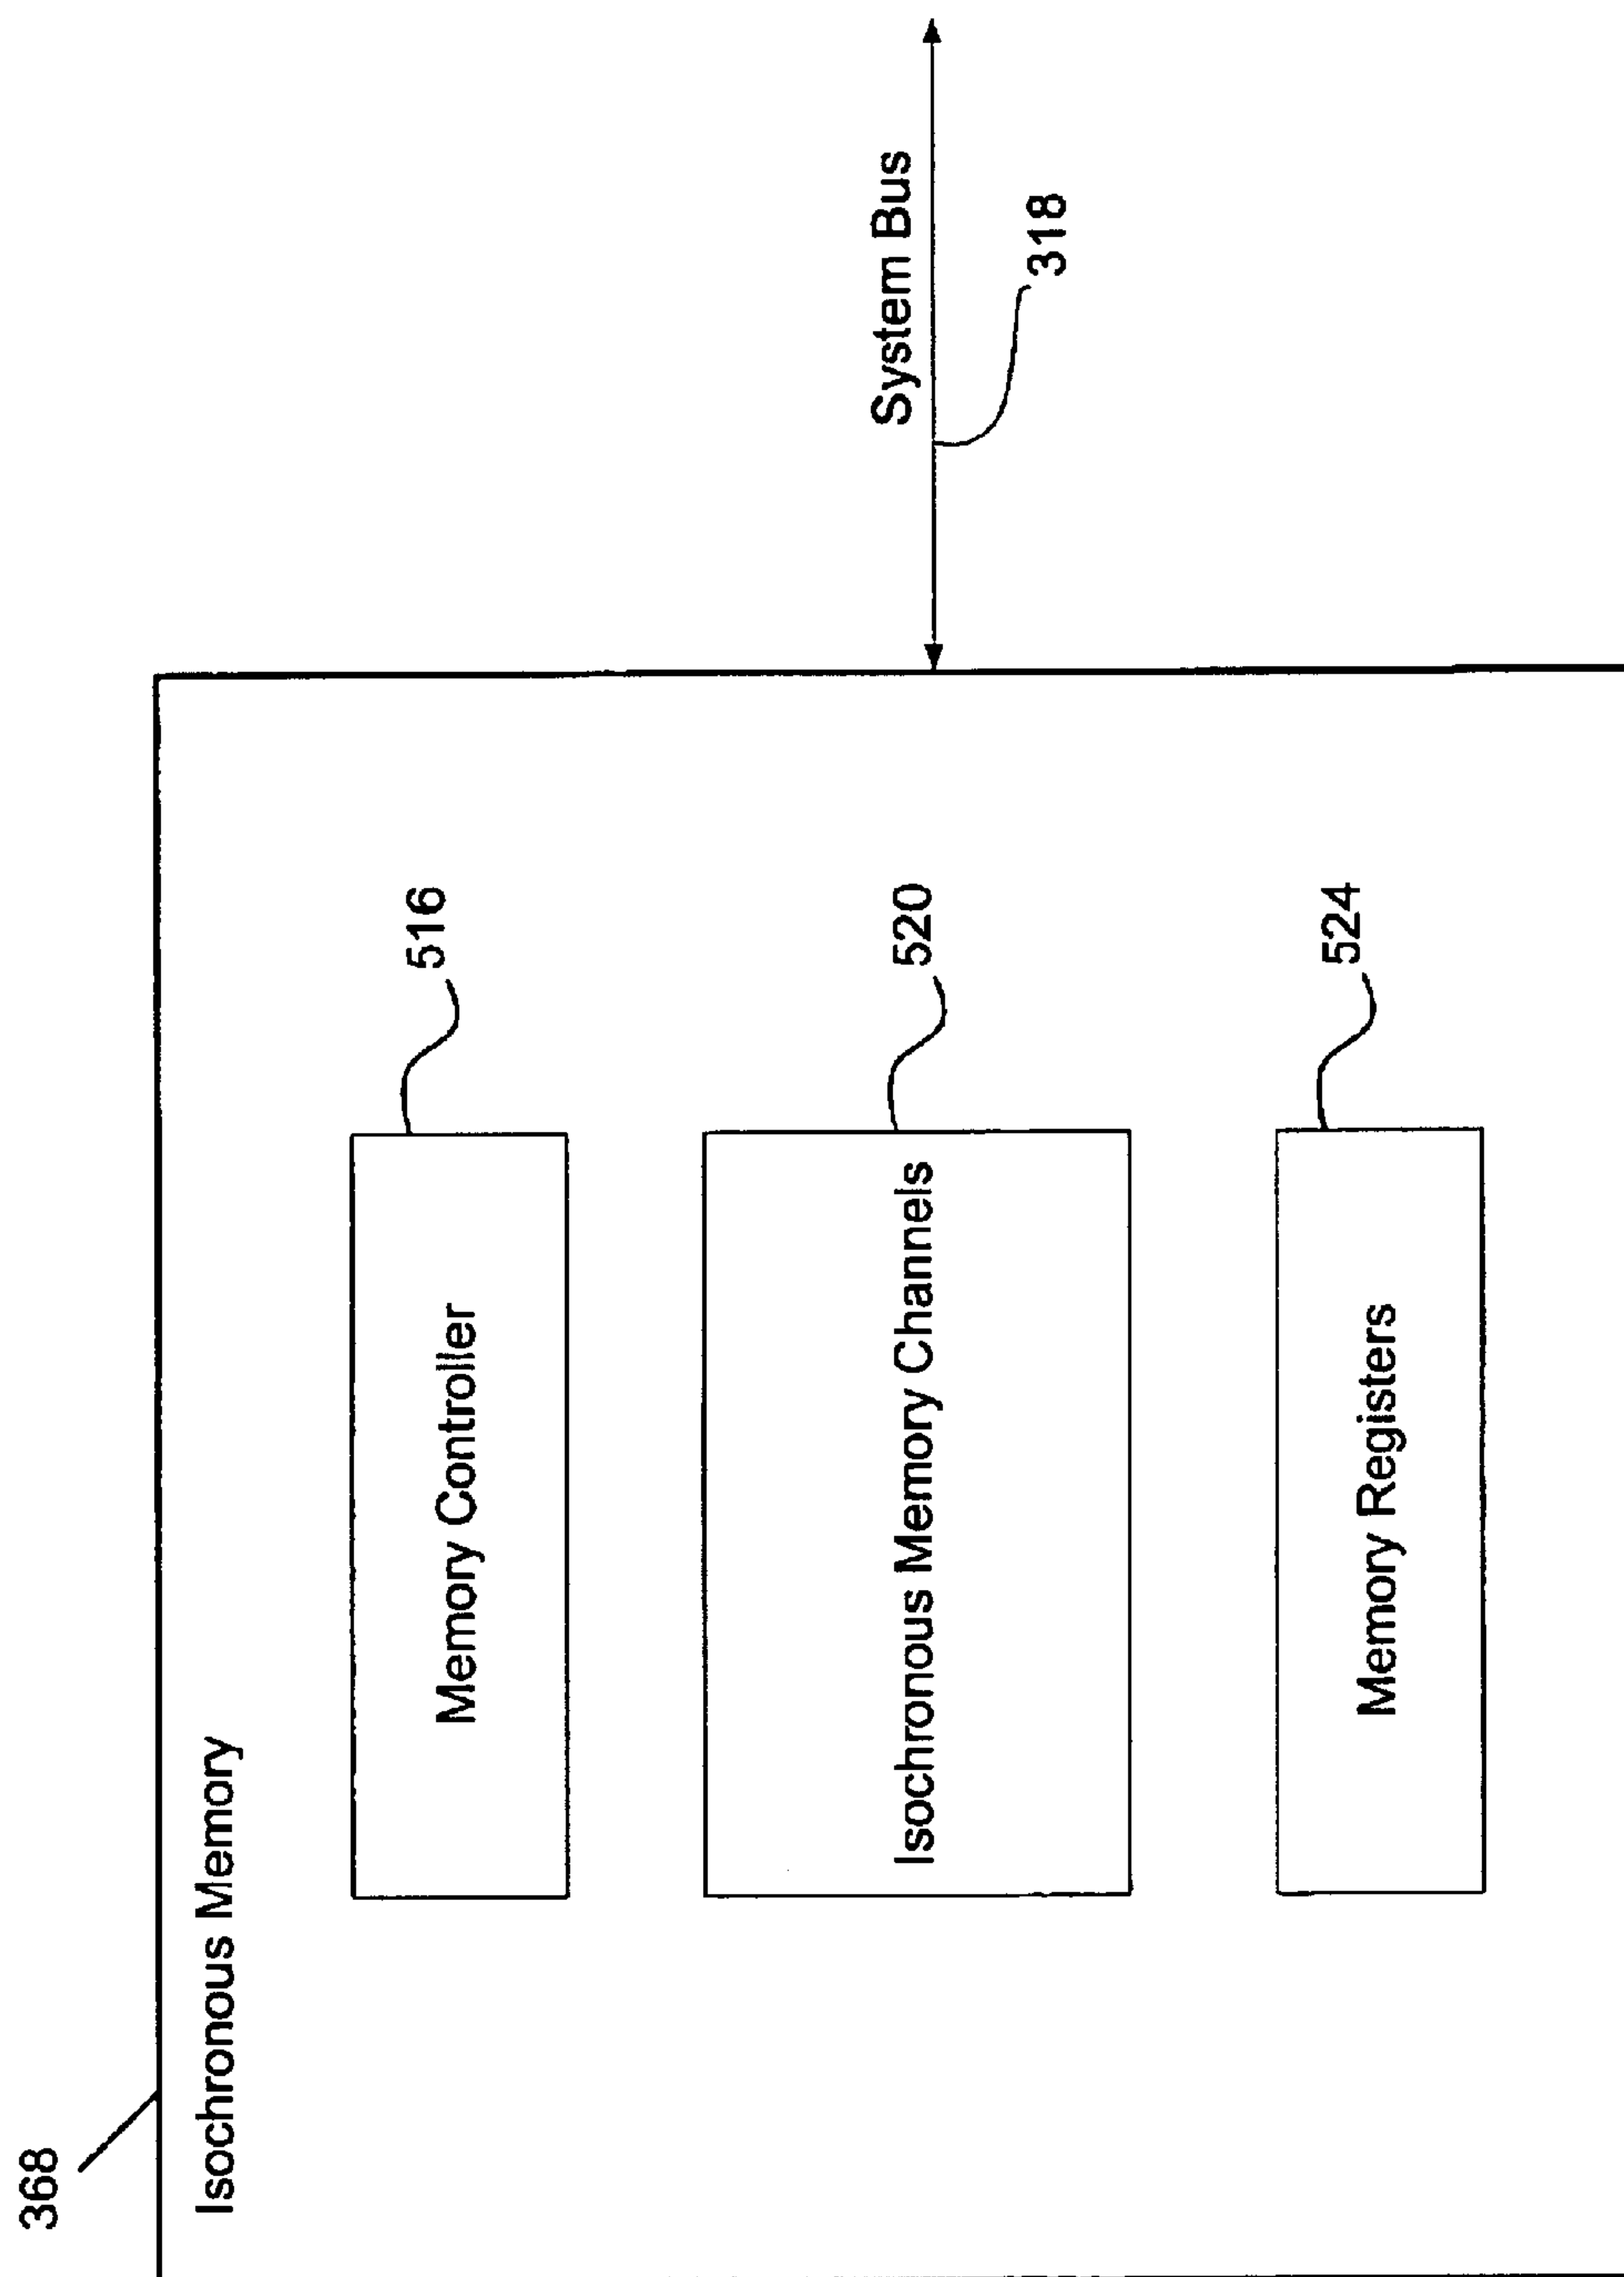 368
Isochronous Memory
Memory Controller
516
Isochronous Memory Channels
520
Memory Registers
524
System Bus
318